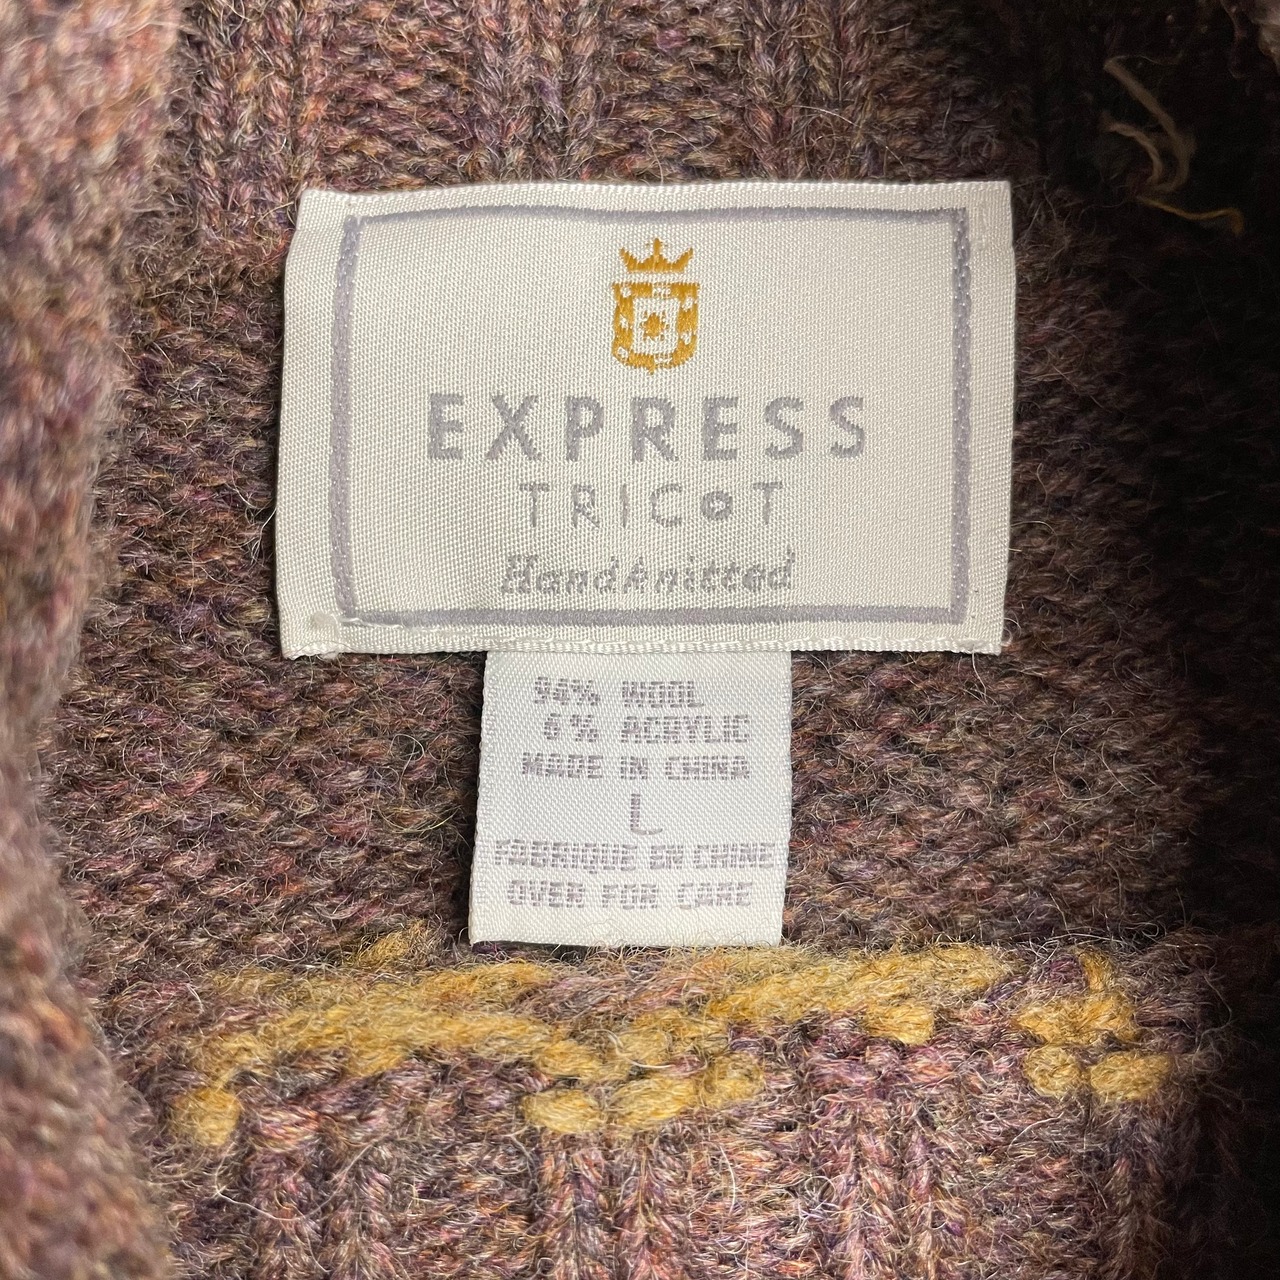 EXPRESS
TRICOT
Handknitted
94% WOOL
6% ACRYLIC
MADE IN CHINA
L
FABRIQUE EN CHINE
OVER FOR CARE